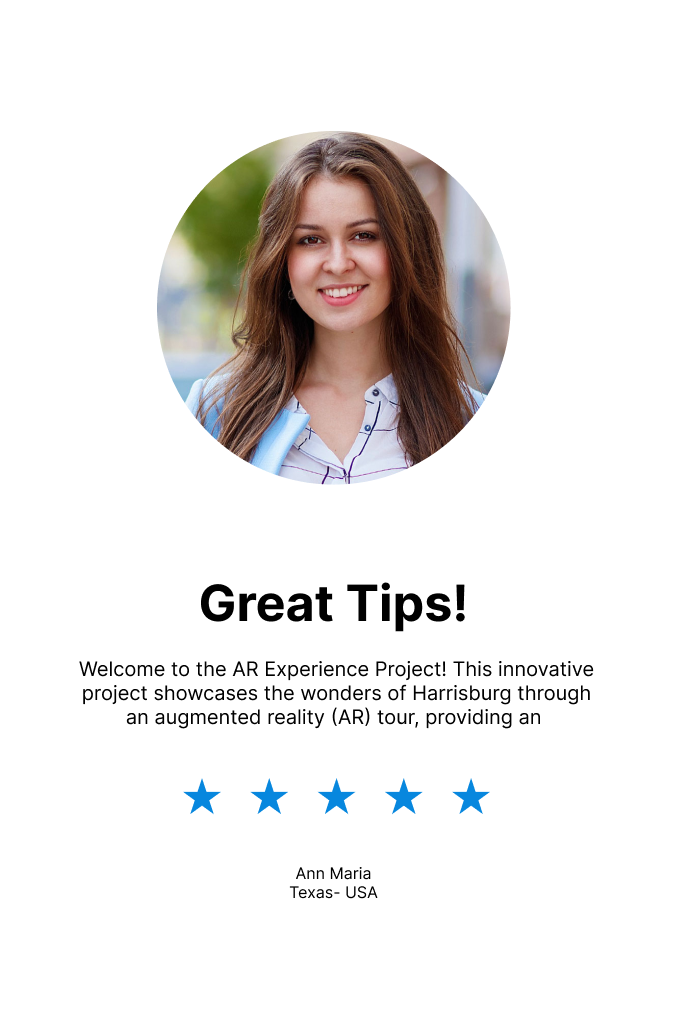 Great Tips!
Welcome to the AR Experience Project! This innovative
project showcases the wonders of Harrisburg through
an augmented reality (AR) tour, providing an
Ann Maria
Texas- USA